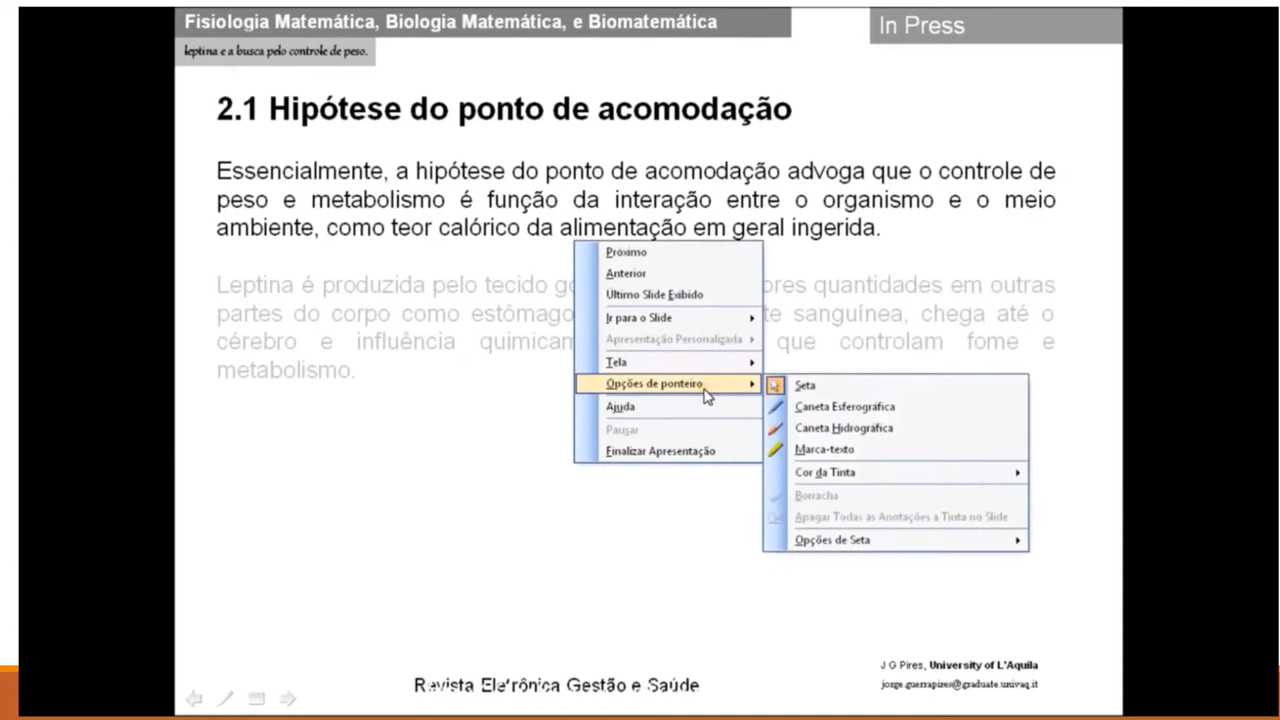 Fisiologia Matemática, Biologia Matemática, e Biomatemática
In Press
leptina e a busca pelo controle de peso.
2.1 Hipótese do ponto de acomodação
Essencialmente, a hipótese do ponto de acomodação advoga que o controle de
peso e metabolismo é função da interação entre o organismo e o meio
ambiente, como teor calórico da alimentação em geral ingerida.
Leptina é produzida pelo tecido quantidades em outras
partes do corpo como estômago sanguínea, chega até o
cérebro e influência que controlam fome e
metabolismo.
Próximo
Anterior
Último Slide Exibido
Ir para o Slide
Apresentação Personalizada
Tela
Opções de ponteiro
Ajuda
Pausar
Finalizar Apresentação
Seta
Caneta Esferográfica
Caneta Hidrográfica
Marca-texto
Cor da Tinta
Borracha
Apagar Todas as Anotações a Tinta no Slide
Opções de Seta
Revista Eletrônica Gestão e Saúde
J G Pires, University of L'Aquila
jorge.guerrapires@graduate.univaq.it